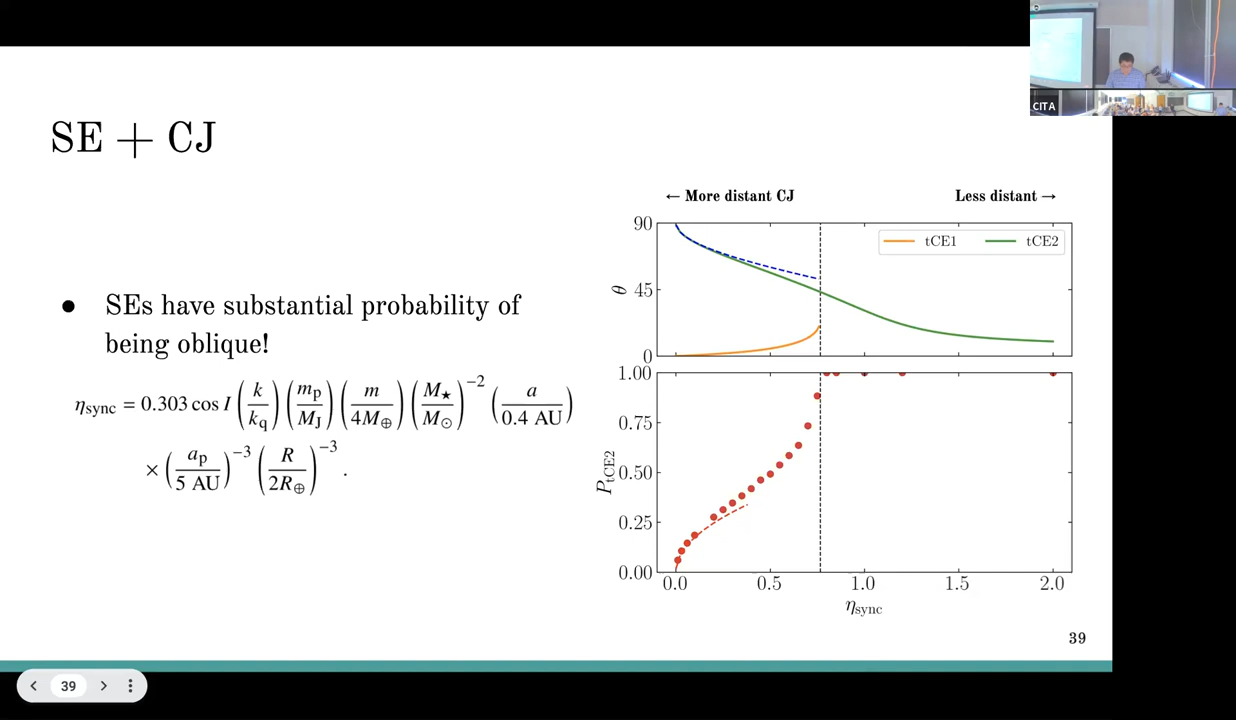 CITA
SE + CJ
● SEs have substantial probability of
being oblique!
η_sync = 0.303 cos I (k/k_q) (m_p/M_J) (m/4M_⊕) (M_★/M_⊙)^−2 (a/0.4 AU)
× (a_p/5 AU)^−3 (R/2R_⊕)^−3 .
← More distant CJ Less distant →
90
45
0
θ
tCE1 tCE2
1.00
0.75
0.50
0.25
0.00
P_tCE2
0.0 0.5 1.0 1.5 2.0
η_sync
39
39